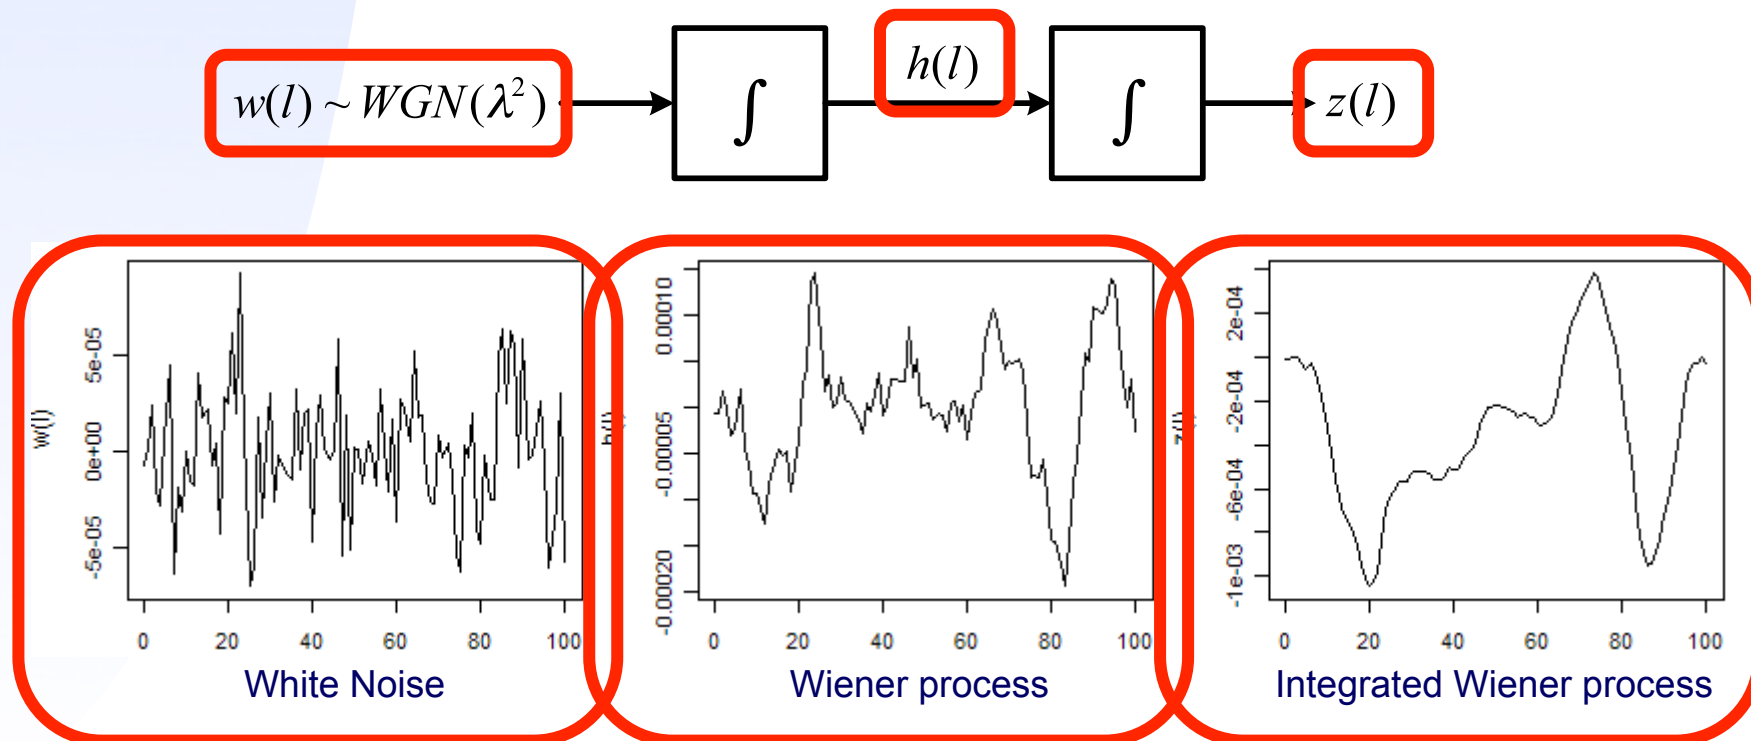 w(l) ~ WGN(λ²)
∫
h(l)
∫
z(l)
w(l)
5e-05
0e+00
-5e-05
0 20 40 60 80 100
White Noise
h(l)
0.00010
-0.00005
-0.00020
0 20 40 60 80 100
Wiener process
z(l)
2e-04
-2e-04
-6e-04
-1e-03
0 20 40 60 80 100
Integrated Wiener process